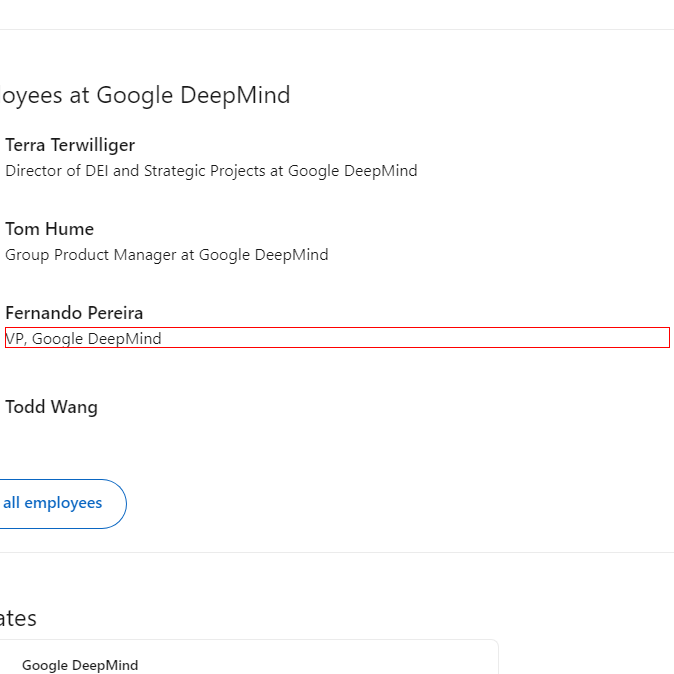 oyees at Google DeepMind
Terra Terwilliger
Director of DEI and Strategic Projects at Google DeepMind
Tom Hume
Group Product Manager at Google DeepMind
Fernando Pereira
VP, Google DeepMind
Todd Wang
all employees
ates
Google DeepMind